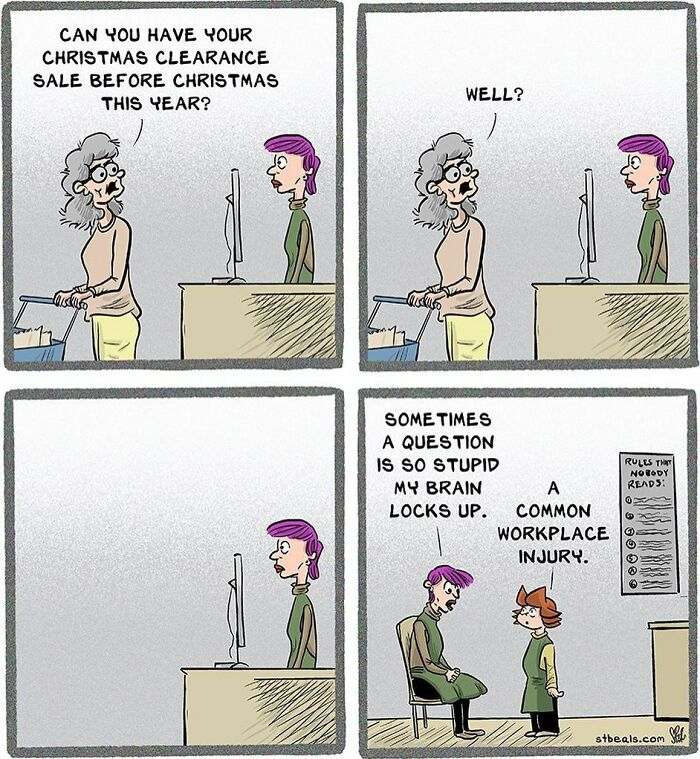 CAN YOU HAVE YOUR
CHRISTMAS CLEARANCE
SALE BEFORE CHRISTMAS
THIS YEAR?
WELL?
SOMETIMES
A QUESTION
IS SO STUPID
MY BRAIN
LOCKS UP.
A
COMMON
WORKPLACE
INJURY.
RULES THAT
NOBODY
READS:
stbeals.com